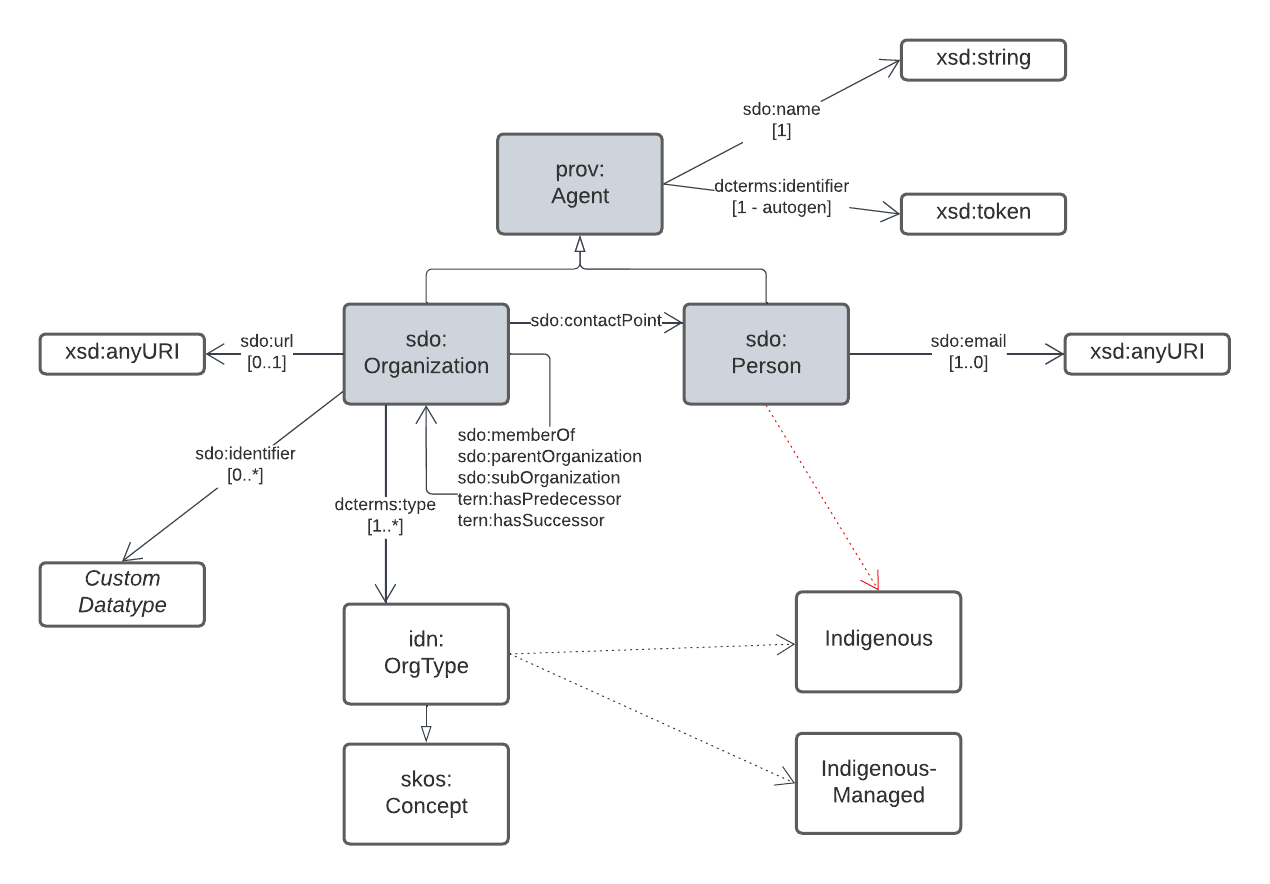 xsd:string
sdo:name
[1]
prov:
Agent
dcterms:identifier
[1 - autogen]
xsd:token
sdo:
Organization
sdo:contactPoint
sdo:
Person
xsd:anyURI
sdo:url
[0..1]
sdo:email
[1..0]
xsd:anyURI
sdo:identifier
[0..*]
sdo:memberOf
sdo:parentOrganization
sdo:subOrganization
tern:hasPredecessor
tern:hasSuccessor
dcterms:type
[1..*]
Custom
Datatype
idn:
OrgType
Indigenous
skos:
Concept
Indigenous-
Managed